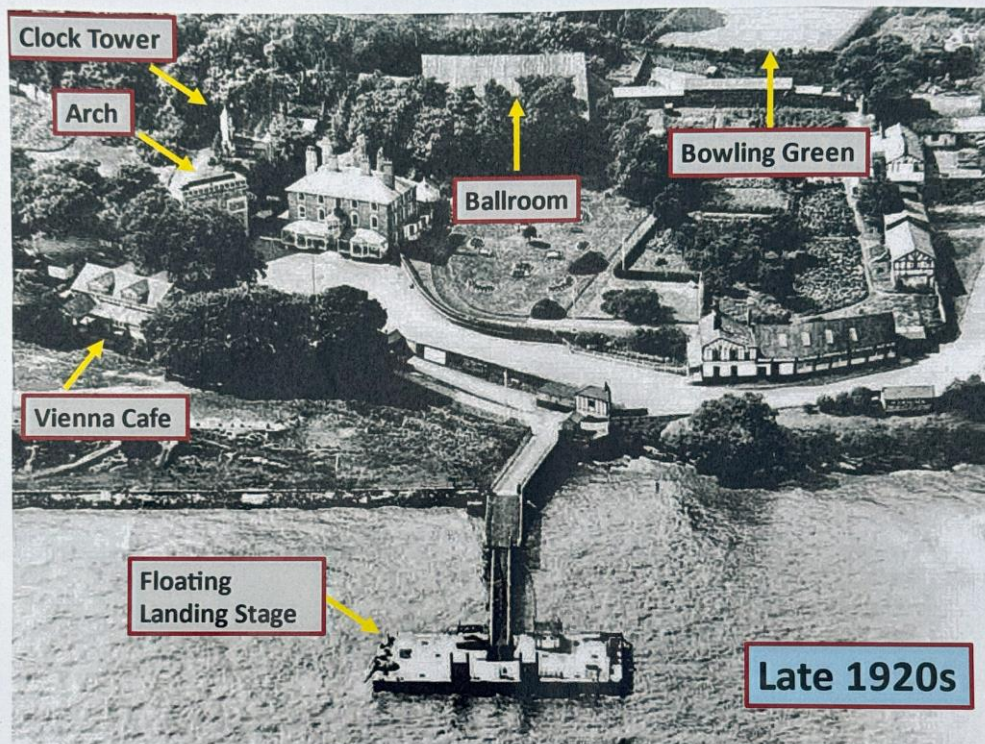 Clock Tower
Arch
Ballroom
Bowling Green
Vienna Cafe
Floating
Landing Stage
Late 1920s